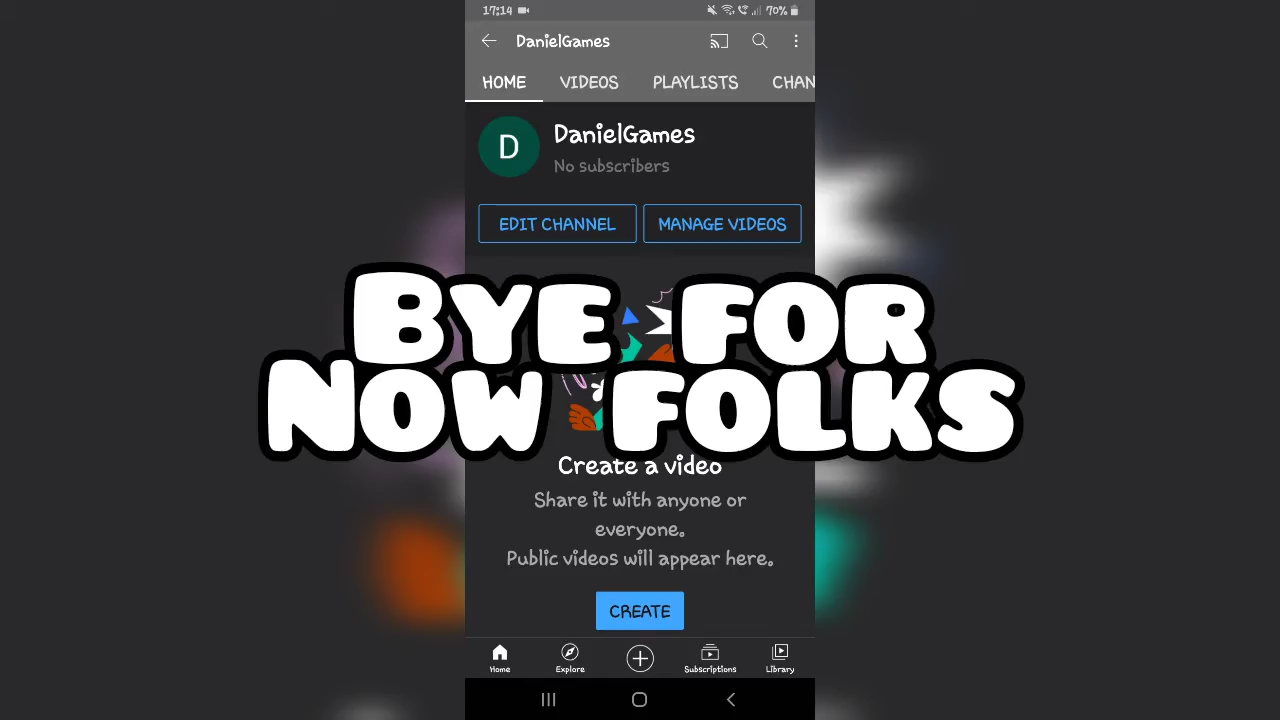 17:14 70%
DanielGames
HOME VIDEOS PLAYLISTS CHAN
D
DanielGames
No subscribers
EDIT CHANNEL MANAGE VIDEOS
BYE FOR
NOW FOLKS
Create a video
Share it with anyone or
everyone.
Public videos will appear here.
CREATE
Home Explore Subscriptions Library